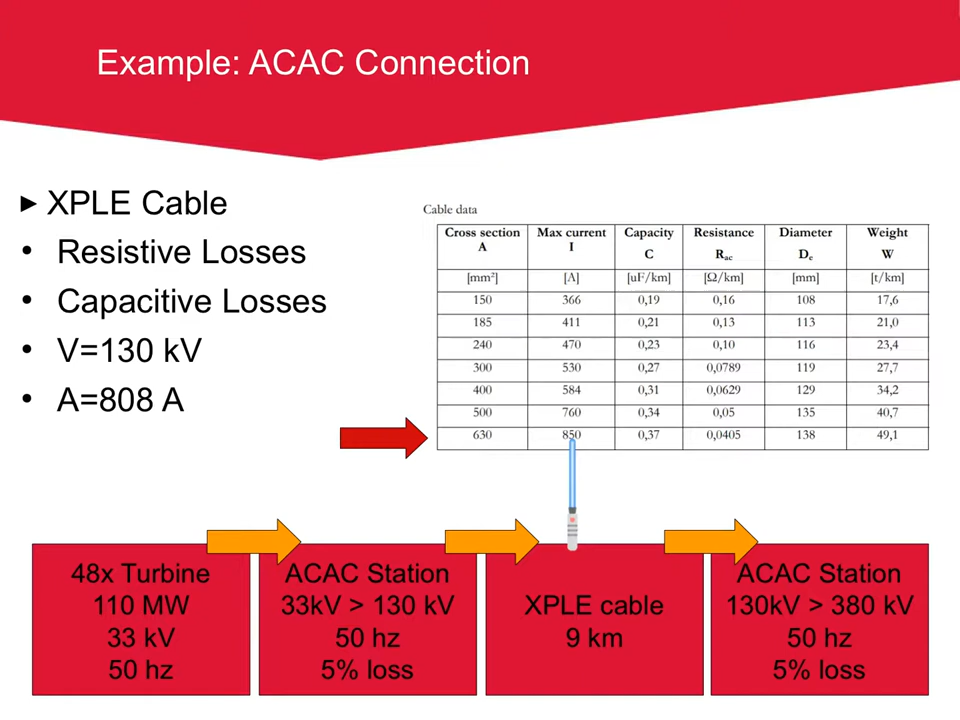 Example: ACAC Connection
► XPLE Cable
• Resistive Losses
• Capacitive Losses
• V=130 kV
• A=808 A
Cable data
Cross section A Max current I Capacity C Resistance Rac Diameter De Weight W
[mm²] [A] [uF/km] [Ω/km] [mm] [t/km]
150 366 0,19 0,16 108 17,6
185 411 0,21 0,13 113 21,0
240 470 0,23 0,10 116 23,4
300 530 0,27 0,0789 119 27,7
400 584 0,31 0,0629 129 34,2
500 760 0,34 0,05 135 40,7
630 850 0,37 0,0405 138 49,1
48x Turbine
110 MW
33 kV
50 hz
ACAC Station
33kV > 130 kV
50 hz
5% loss
XPLE cable
9 km
ACAC Station
130kV > 380 kV
50 hz
5% loss